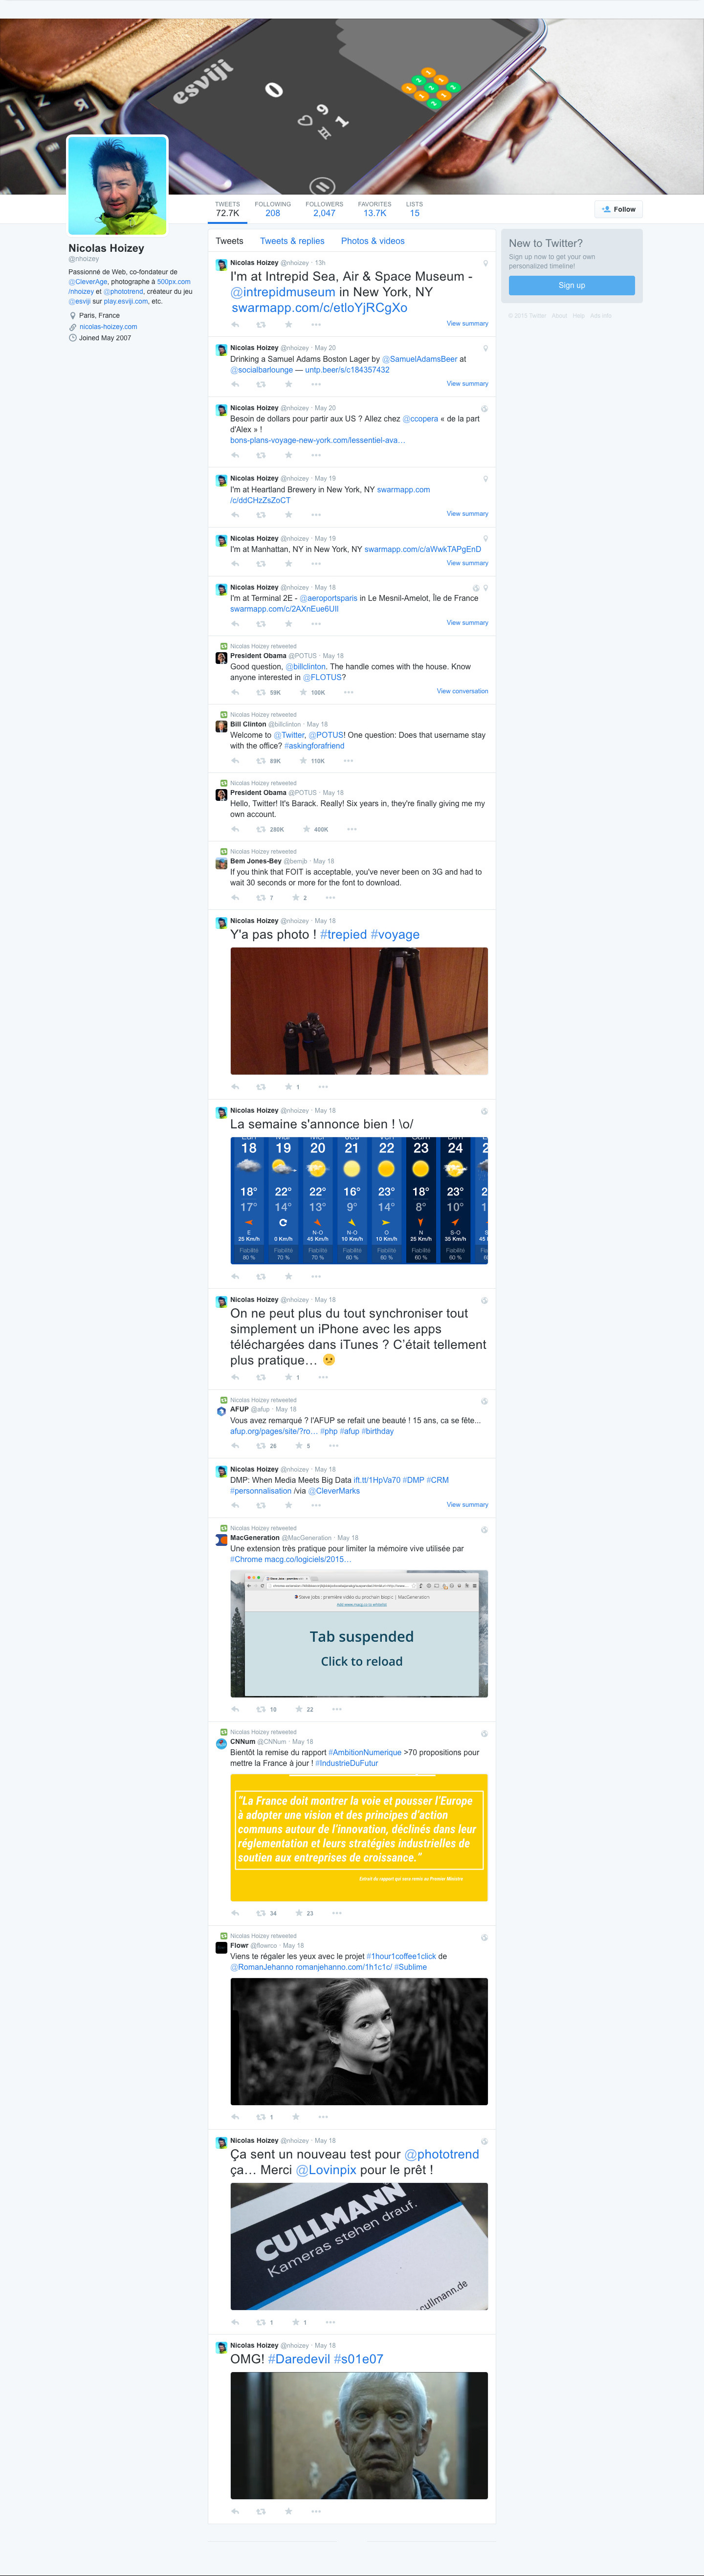 esviji
0
9
1
TWEETS
72.7K
FOLLOWING
208
FOLLOWERS
2,047
FAVORITES
13.7K
LISTS
15
Follow
Nicolas Hoizey
@nhoizey
Passionné de Web, co-fondateur de
@CleverAge, photographe à 500px.com
/nhoizey et @phototrend, créateur du jeu
@esviji sur play.esviji.com, etc.
Paris, France
nicolas-hoizey.com
Joined May 2007
Tweets
Tweets & replies
Photos & videos
New to Twitter?
Sign up now to get your own
personalized timeline!
Sign up
© 2015 Twitter About Help Ads info
Nicolas Hoizey @nhoizey · 13h
I'm at Intrepid Sea, Air & Space Museum -
@intrepidmuseum in New York, NY
swarmapp.com/c/etloYjRCgXo
View summary
Nicolas Hoizey @nhoizey · May 20
Drinking a Samuel Adams Boston Lager by @SamuelAdamsBeer at
@socialbarlounge — untp.beer/s/c184357432
View summary
Nicolas Hoizey @nhoizey · May 20
Besoin de dollars pour partir aux US ? Allez chez @ccopera « de la part
d'Alex » !
bons-plans-voyage-new-york.com/lessentiel-ava…
Nicolas Hoizey @nhoizey · May 19
I'm at Heartland Brewery in New York, NY swarmapp.com
/c/ddCHzZsZoCT
View summary
Nicolas Hoizey @nhoizey · May 19
I'm at Manhattan, NY in New York, NY swarmapp.com/c/aWwkTAPgEnD
View summary
Nicolas Hoizey @nhoizey · May 18
I'm at Terminal 2E - @aeroportsparis in Le Mesnil-Amelot, Île de France
swarmapp.com/c/2AXnEue6UII
View summary
Nicolas Hoizey retweeted
President Obama @POTUS · May 18
Good question, @billclinton. The handle comes with the house. Know
anyone interested in @FLOTUS?
59K 100K
View conversation
Nicolas Hoizey retweeted
Bill Clinton @billclinton · May 18
Welcome to @Twitter, @POTUS! One question: Does that username stay
with the office? #askingforafriend
89K 110K
Nicolas Hoizey retweeted
President Obama @POTUS · May 18
Hello, Twitter! It's Barack. Really! Six years in, they're finally giving me my
own account.
280K 400K
Nicolas Hoizey retweeted
Bem Jones-Bey @bemjb · May 18
If you think that FOIT is acceptable, you've never been on 3G and had to
wait 30 seconds or more for the font to download.
7 2
Nicolas Hoizey @nhoizey · May 18
Y'a pas photo ! #trepied #voyage
1
Nicolas Hoizey @nhoizey · May 18
La semaine s'annonce bien ! \o/
18 19 20 21 22 23 24 2
18° 22° 22° 16° 23° 18° 23° 2
17° 14° 13° 9° 14° 8° 10° 1
E N-O N-O O N S-O S-
25 Km/h 0 Km/h 45 Km/h 10 Km/h 10 Km/h 25 Km/h 35 Km/h 45
Fiabilité Fiabilité Fiabilité Fiabilité Fiabilité Fiabilité Fiabilité Fia
80 % 70 % 70 % 60 % 60 % 60 % 60 % 6
Nicolas Hoizey @nhoizey · May 18
On ne peut plus du tout synchroniser tout
simplement un iPhone avec les apps
téléchargées dans iTunes ? C'était tellement
plus pratique… 😕
1
Nicolas Hoizey retweeted
AFUP @afup · May 18
Vous avez remarqué ? l'AFUP se refait une beauté ! 15 ans, ca se fête...
afup.org/pages/site/?ro… #php #afup #birthday
26 5
Nicolas Hoizey @nhoizey · May 18
DMP: When Media Meets Big Data ift.tt/1HpVa70 #DMP #CRM
#personnalisation /via @CleverMarks
View summary
Nicolas Hoizey retweeted
MacGeneration @MacGeneration · May 18
Une extension très pratique pour limiter la mémoire vive utilisée par
#Chrome macg.co/logiciels/2015…
Steve Jobs : première vidéo du prochain biopic | MacGeneration
Tab suspended
Click to reload
10 22
Nicolas Hoizey retweeted
CNNum @CNNum · May 18
Bientôt la remise du rapport #AmbitionNumerique >70 propositions pour
mettre la France à jour ! #IndustrieDuFutur
"La France doit montrer la voie et pousser l'Europe
à adopter une vision et des principes d'action
communs autour de l'innovation, déclinés dans leur
réglementation et leurs stratégies industrielles de
soutien aux entreprises de croissance."
Extrait du rapport qui sera remis au Premier Ministre
34 23
Nicolas Hoizey retweeted
Flowr @flowrco · May 18
Viens te régaler les yeux avec le projet #1hour1coffee1click de
@RomanJehanno romanjehanno.com/1h1c1c/ #Sublime
1
Nicolas Hoizey @nhoizey · May 18
Ça sent un nouveau test pour @phototrend
ça… Merci @Lovinpix pour le prêt !
CULLMANN
Kameras stehen drauf.
cullmann.de
1 1
Nicolas Hoizey @nhoizey · May 18
OMG! #Daredevil #s01e07